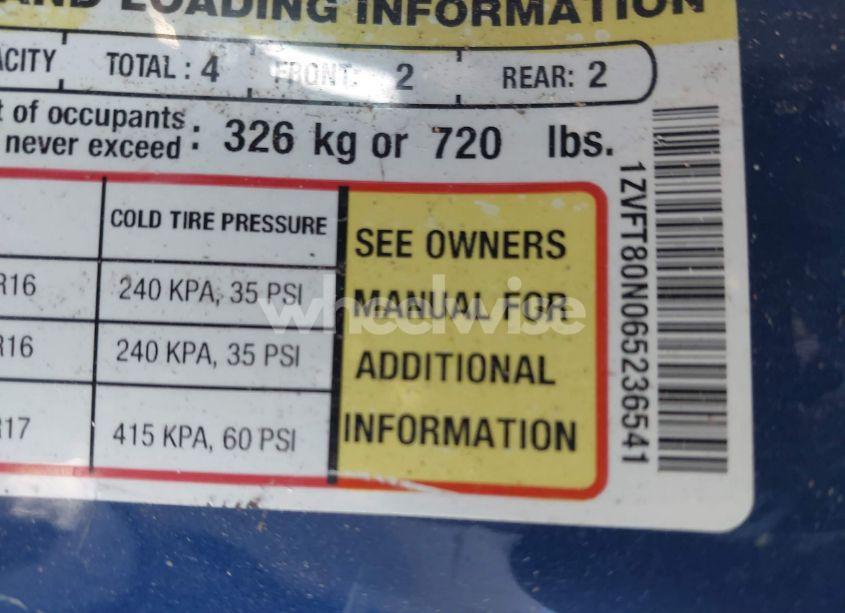 AND LOADING INFORMATION
ACITY TOTAL: 4 FRONT: 2 REAR: 2
t of occupants
never exceed : 326 kg or 720 lbs.
COLD TIRE PRESSURE
R16 240 KPA, 35 PSI
R16 240 KPA, 35 PSI
R17 415 KPA, 60 PSI
SEE OWNERS
MANUAL FOR
ADDITIONAL
INFORMATION
1ZVFT80N065236541
wheelwise